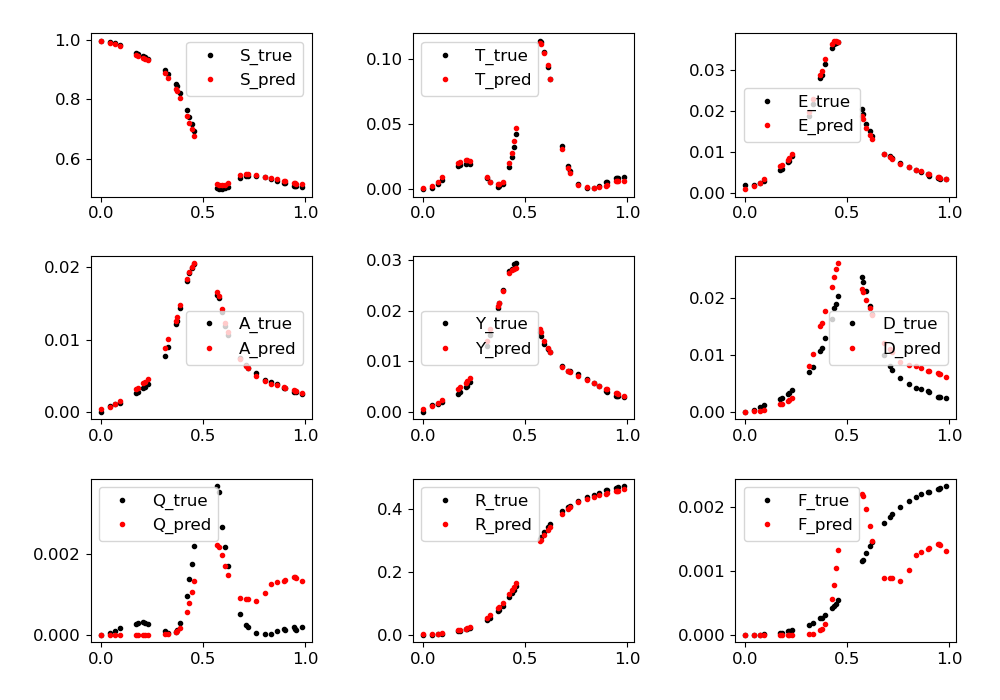 1.0
0.8
0.6
0.0 0.5 1.0
S_true
S_pred
0.10
0.05
0.00
0.0 0.5 1.0
T_true
T_pred
0.03
0.02
0.01
0.00
0.0 0.5 1.0
E_true
E_pred
0.02
0.01
0.00
0.0 0.5 1.0
A_true
A_pred
0.03
0.02
0.01
0.00
0.0 0.5 1.0
Y_true
Y_pred
0.02
0.01
0.00
0.0 0.5 1.0
D_true
D_pred
0.002
0.000
0.0 0.5 1.0
Q_true
Q_pred
0.4
0.2
0.0
0.0 0.5 1.0
R_true
R_pred
0.002
0.001
0.000
0.0 0.5 1.0
F_true
F_pred